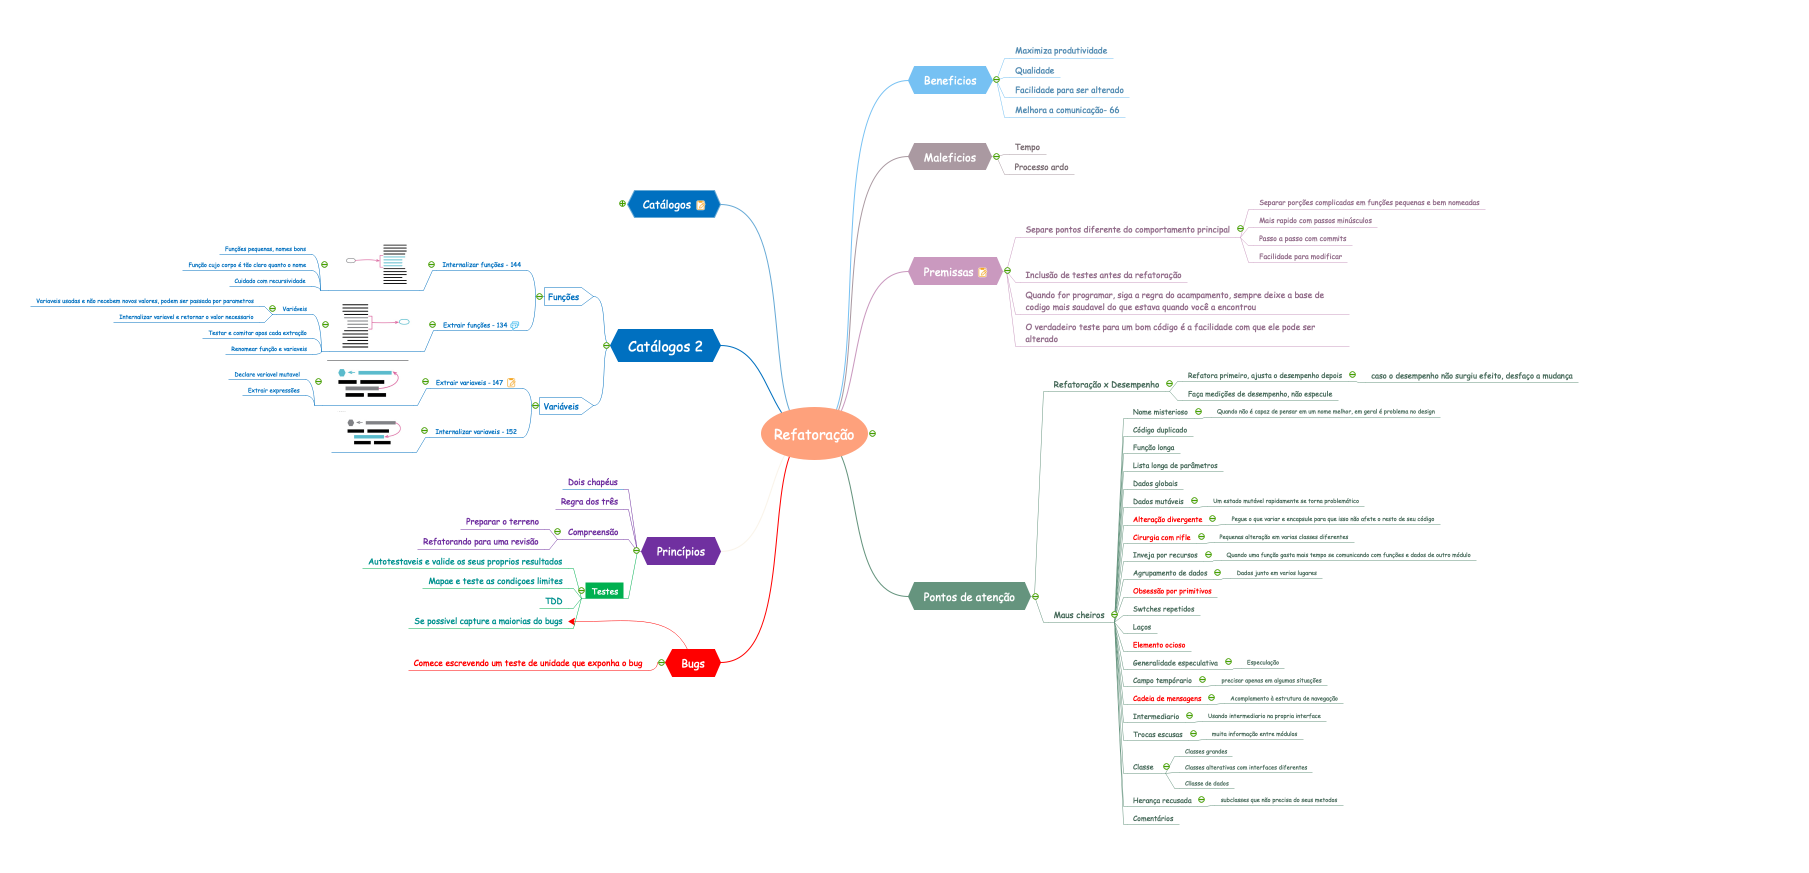 Refatoração
Beneficios
Maximiza produtividade
Qualidade
Facilidade para ser alterado
Melhora a comunicação- 66
Maleficios
Tempo
Processo ardo
Premissas
Separe pontos diferente do comportamento principal
Separar porções complicadas em funções pequenas e bem nomeadas
Mais rapido com passos minúsculos
Passo a passo com commits
Facilidade para modificar
Inclusão de testes antes da refatoração
Quando for programar, siga a regra do acampamento, sempre deixe a base de
codigo mais saudavel do que estava quando você a encontrou
O verdadeiro teste para um bom código é a facilidade com que ele pode ser
alterado
Pontos de atenção
Refatoração x Desempenho
Refatora primeiro, ajusta o desempenho depois
caso o desempenho não surgiu efeito, desfaço a mudança
Faça medições de desempenho, não especule
Maus cheiros
Nome misterioso
Quando não é capaz de pensar em um nome melhor, em geral é problema no design
Código duplicado
Função longa
Lista longa de parâmetros
Dados globais
Dados mutáveis
Um estado mutável rapidamente se torna problemático
Alteração divergente
Pegue o que variar e encapsule para que isso não afete o resto de seu código
Cirurgia com rifle
Pequenas alteração em varias classes diferentes
Inveja por recursos
Quando uma função gasta mais tempo se comunicando com funções e dados de outro módulo
Agrupamento de dados
Dados junto em varios lugares
Obsessão por primitivos
Swtches repetidos
Laços
Elemento ocioso
Generalidade especulativa
Especulação
Campo tempórario
precisar apenas em algumas situações
Cadeia de mensagens
Acomplamento à estrutura de navegação
Intermediario
Usando intermediario na propria interface
Trocas escusas
muita informação entre módulos
Classe
Classes grandes
Classes alterativas com interfaces diferentes
Cliasse de dados
Herança recusada
subclasses que não precisa do seus metodos
Comentários
Catálogos
Catálogos 2
Funções
Internalizar funções - 144
Funções pequenas, nomes bons
Função cujo corpo é tão claro quanto o nome
Cuidado com recursividade
Extrair funções - 134
Variáveis
Variaveis usadas e não recebem novos valores, podem ser passada por parametros
Internalizar variavel e retornar o valor necessario
Testar e comitar apos cada extração
Renomear função e variaveis
Variáveis
Extrair variaveis - 147
Declare variavel mutavel
Extrair expressões
Internalizar variaveis - 152
Princípios
Dois chapéus
Regra dos três
Compreensão
Preparar o terreno
Refatorando para uma revisão
Testes
Autotestaveis e valide os seus proprios resultados
Mapae e teste as condiçoes limites
TDD
Se possivel capture a maiorias do bugs
Bugs
Comece escrevendo um teste de unidade que exponha o bug